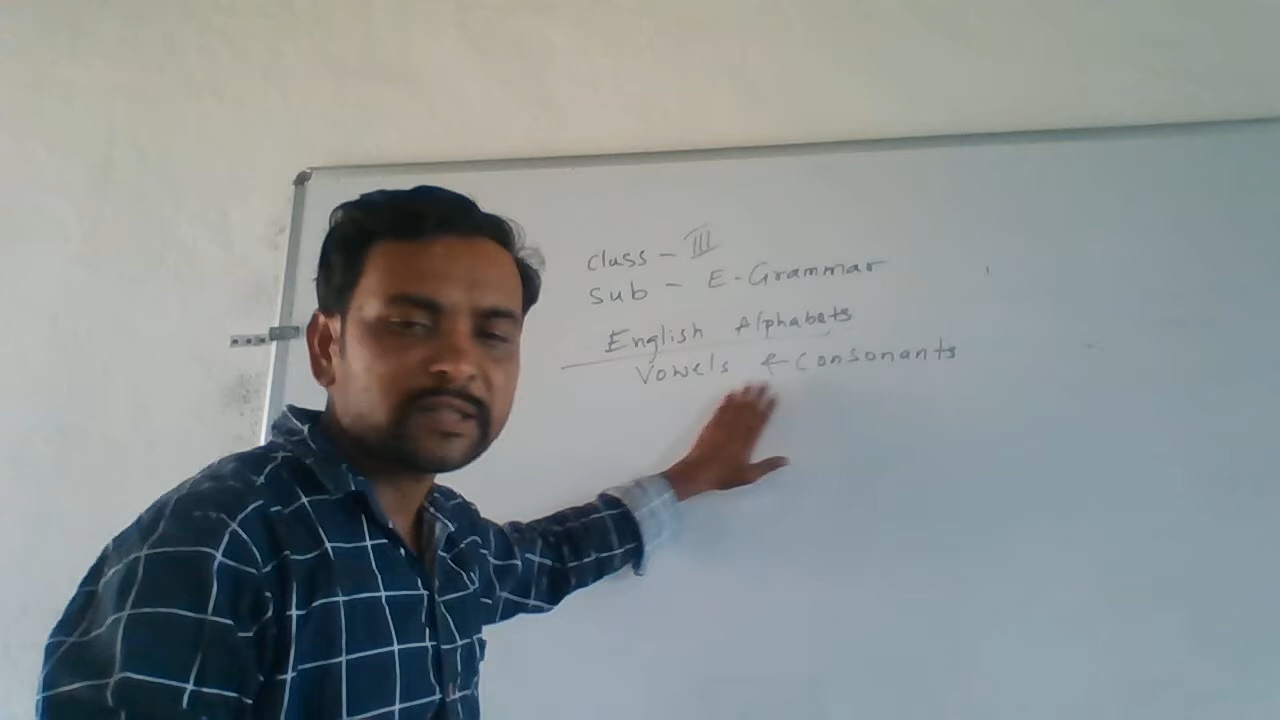 class - III
Sub - E-Grammar
English Alphabets
Vowels & Consonants